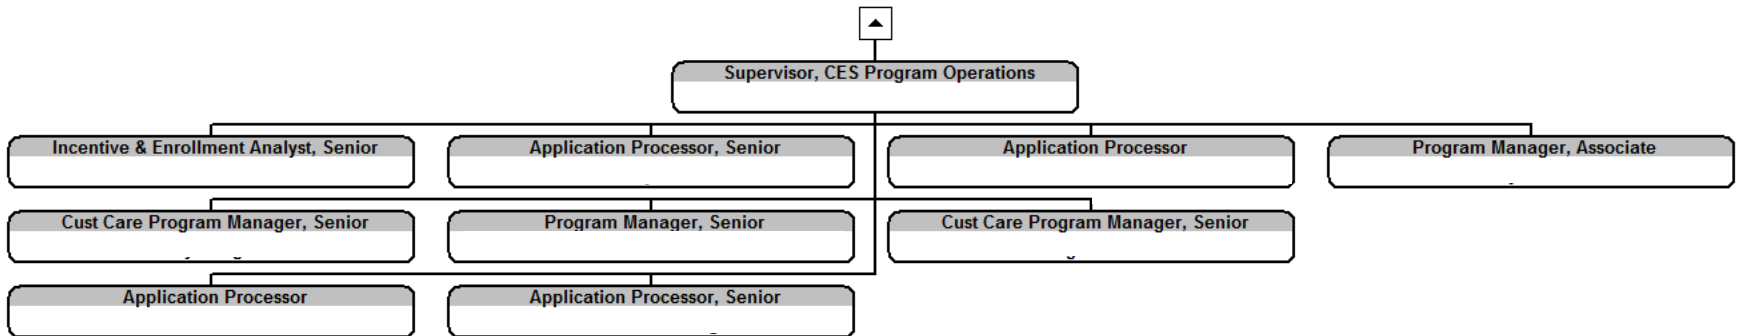 Supervisor, CES Program Operations
Incentive & Enrollment Analyst, Senior
Application Processor, Senior
Application Processor
Program Manager, Associate
Cust Care Program Manager, Senior
Program Manager, Senior
Cust Care Program Manager, Senior
Application Processor
Application Processor, Senior